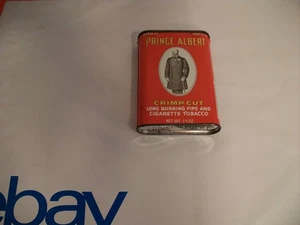 PRINCE ALBERT
CRIMP CUT
LONG BURNING PIPE AND
CIGARETTE TOBACCO
ebay